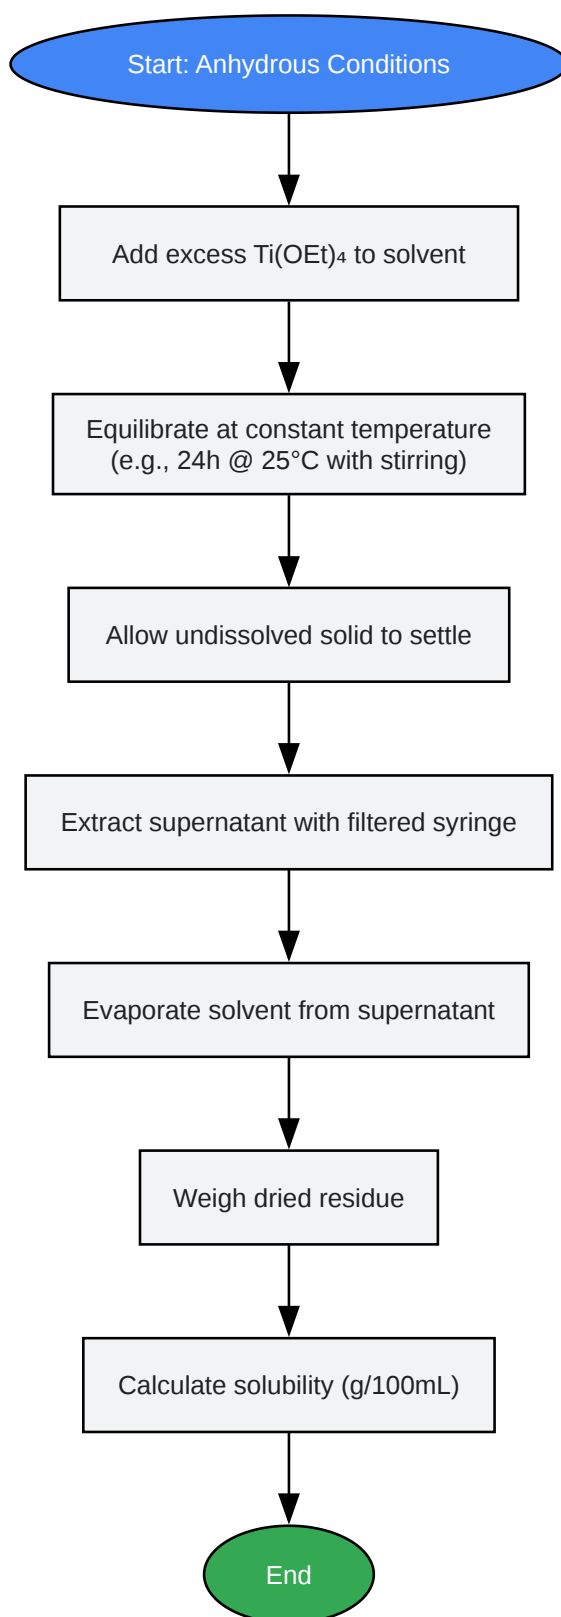 Start: Anhydrous Conditions
Add excess Ti(OEt)₄ to solvent
Equilibrate at constant temperature
(e.g., 24h @ 25°C with stirring)
Allow undissolved solid to settle
Extract supernatant with filtered syringe
Evaporate solvent from supernatant
Weigh dried residue
Calculate solubility (g/100mL)
End